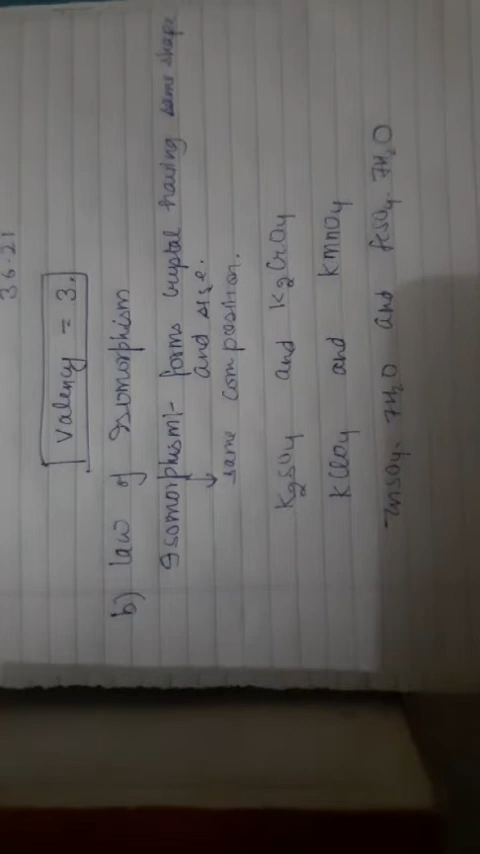 36.21
Valency = 3.
b) law of Isomorphism
Isomorphism:- forms crystal having same shape
and size.
↓
same composition.
K2SO4 and K2CrO4
KClO4 and KMnO4
ZnSO4. 7H2O and FeSO4. 7H2O